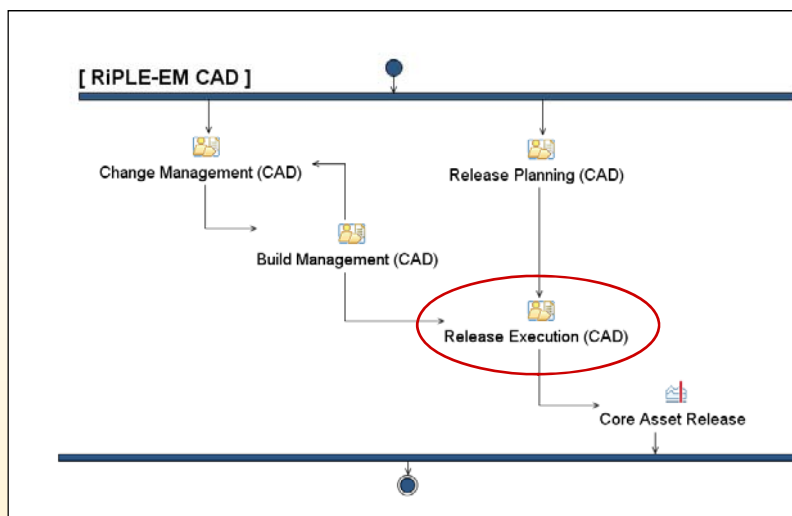 [ RiPLE-EM CAD ]
Change Management (CAD)
Release Planning (CAD)
Build Management (CAD)
Release Execution (CAD)
Core Asset Release